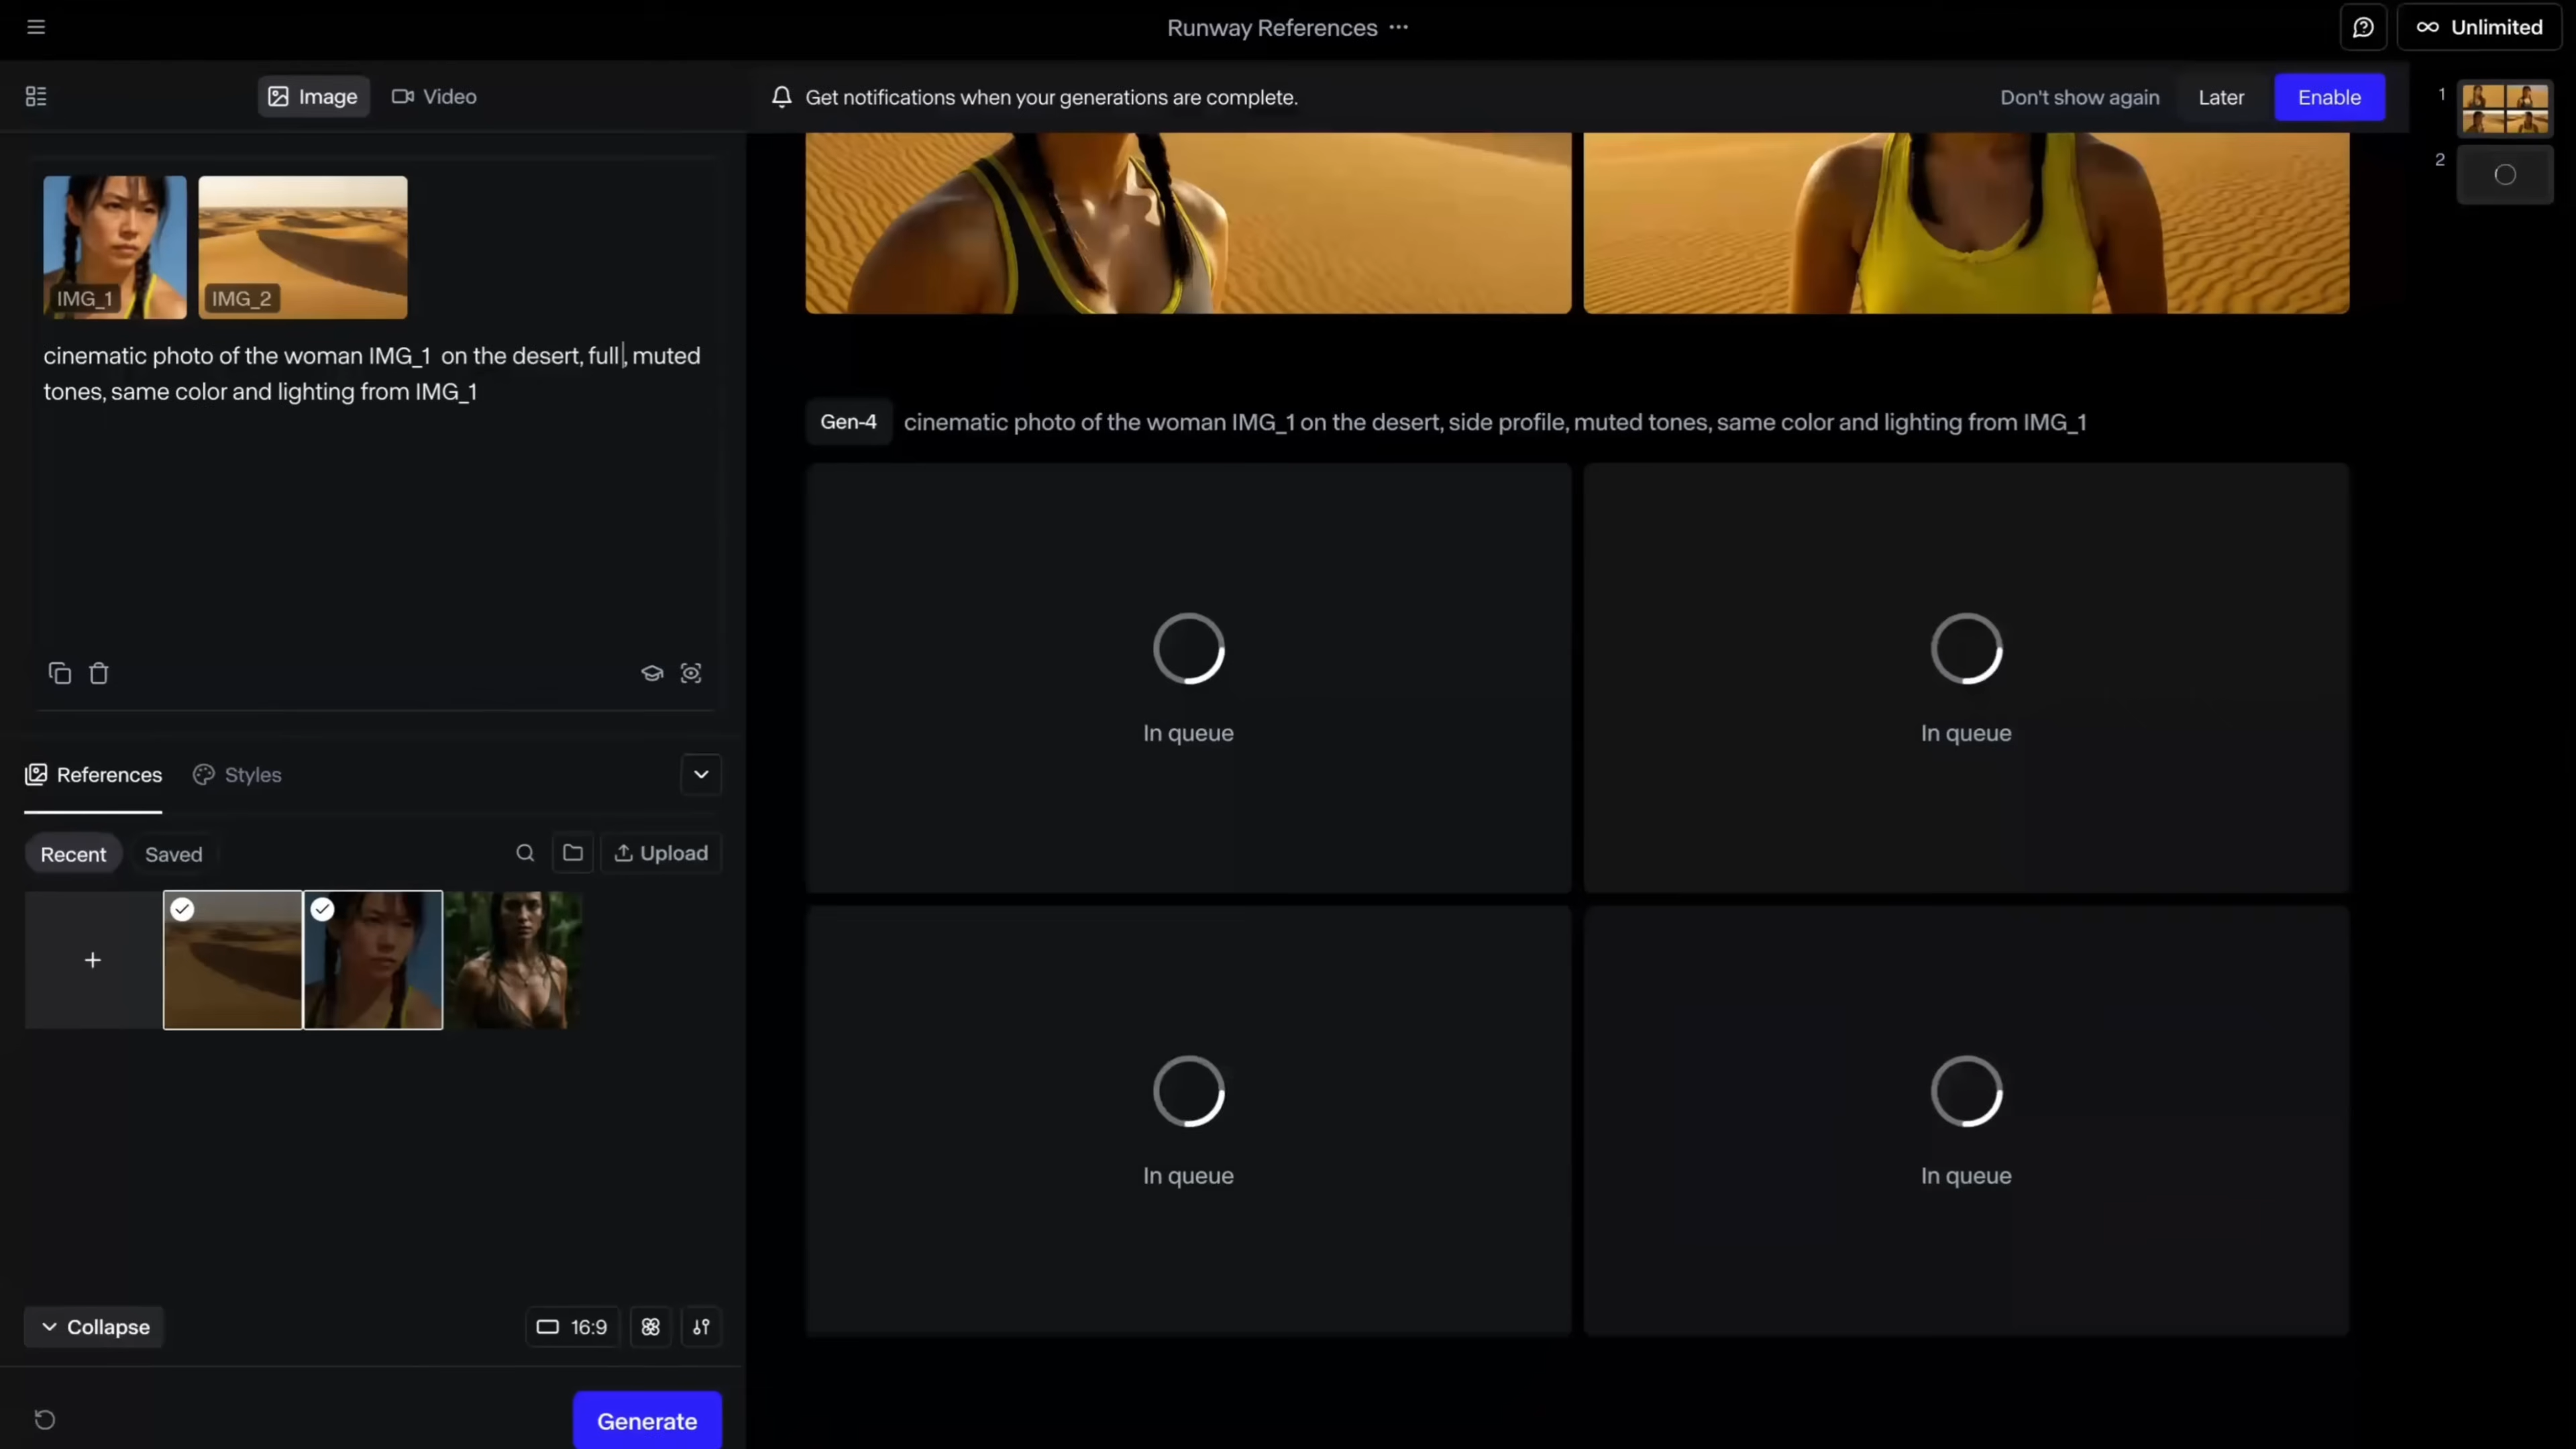 Runway References ...
Unlimited
Image
Video
Get notifications when your generations are complete.
Don't show again
Later
Enable
1
2
IMG_1
IMG_2
cinematic photo of the woman IMG_1 on the desert, full , muted
tones, same color and lighting from IMG_1
Gen-4
cinematic photo of the woman IMG_1 on the desert, side profile, muted tones, same color and lighting from IMG_1
In queue
In queue
References
Styles
Recent
Saved
Upload
In queue
In queue
Collapse
16:9
Generate